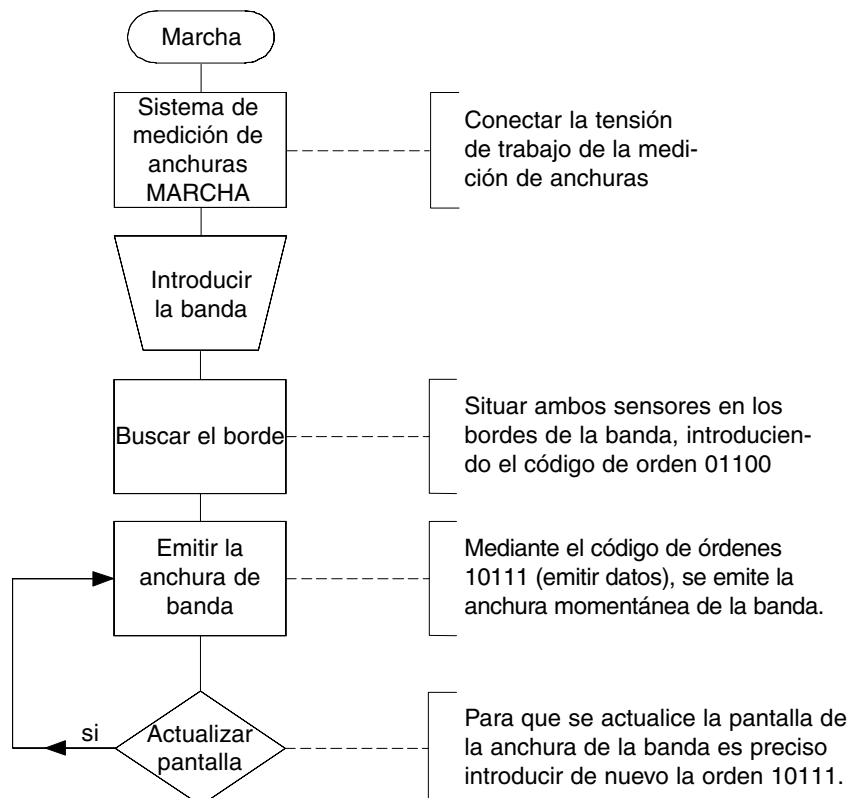 Marcha
Sistema de
medición de
anchuras
MARCHA
Conectar la tensión
de trabajo de la medi-
ción de anchuras
Introducir
la banda
Buscar el borde
Situar ambos sensores en los
bordes de la banda, introducien-
do el código de orden 01100
Emitir la
anchura de
banda
Mediante el código de órdenes
10111 (emitir datos), se emite la
anchura momentánea de la banda.
si
Actualizar
pantalla
Para que se actualice la pantalla de
la anchura de la banda es preciso
introducir de nuevo la orden 10111.